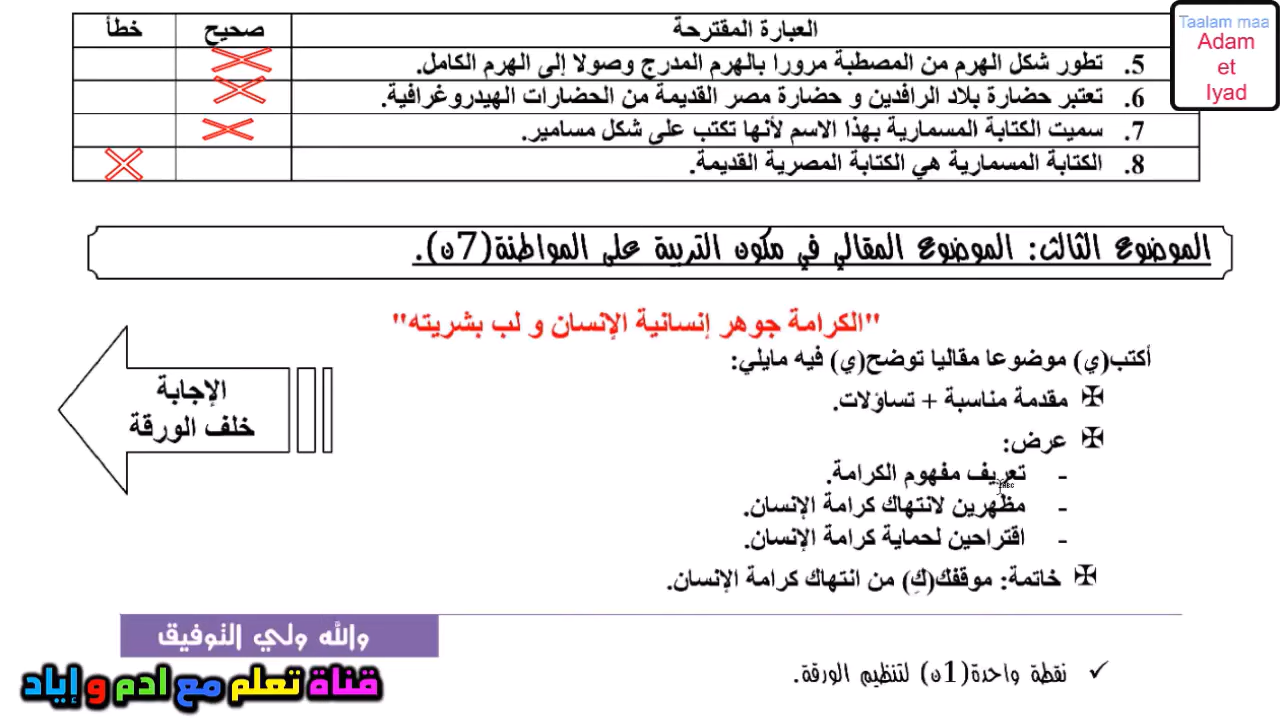 Taalam maa
Adam
et
Iyad
العبارة المقترحة صحيح خطأ
5. تطور شكل الهرم من المصطبة مرورا بالهرم المدرج وصولا إلى الهرم الكامل.
6. تعتبر حضارة بلاد الرافدين و حضارة مصر القديمة من الحضارات الهيدروغرافية.
7. سميت الكتابة المسمارية بهذا الاسم لأنها تكتب على شكل مسامير.
8. الكتابة المسمارية هي الكتابة المصرية القديمة.
الموضوع الثالث: الموضوع المقالي في مكون التربية على المواطنة(7ن).
"الكرامة جوهر إنسانية الإنسان و لب بشريته"
أكتب(ي) موضوعا مقاليا توضح(ي) فيه مايلي:
مقدمة مناسبة + تساؤلات.
عرض:
- تعريف مفهوم الكرامة.
- مظهرين لانتهاك كرامة الإنسان.
- اقتراحين لحماية كرامة الإنسان.
خاتمة: موقفك(كِ) من انتهاك كرامة الإنسان.
الإجابة
خلف الورقة
والله ولي التوفيق
✓ نقطة واحدة(1ن) لتنظيم الورقة.
قناة تعلم مع ادم و إياد